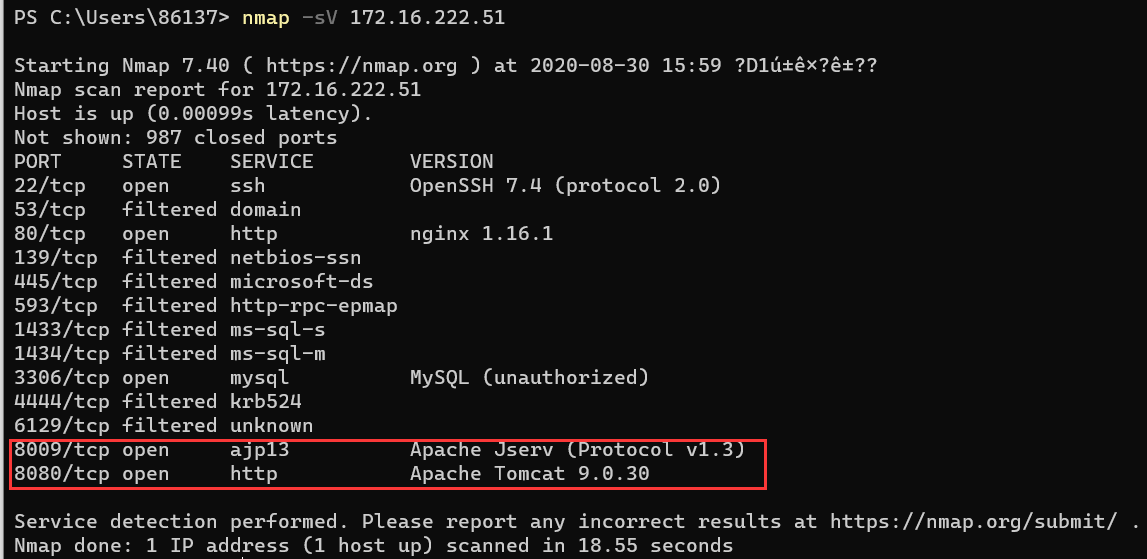 PS C:\Users\86137> nmap -sV 172.16.222.51
Starting Nmap 7.40 ( https://nmap.org ) at 2020-08-30 15:59 ?D1ú±ê×?ê±??
Nmap scan report for 172.16.222.51
Host is up (0.00099s latency).
Not shown: 987 closed ports
PORT     STATE    SERVICE        VERSION
22/tcp   open     ssh            OpenSSH 7.4 (protocol 2.0)
53/tcp   filtered domain
80/tcp   open     http           nginx 1.16.1
139/tcp  filtered netbios-ssn
445/tcp  filtered microsoft-ds
593/tcp  filtered http-rpc-epmap
1433/tcp filtered ms-sql-s
1434/tcp filtered ms-sql-m
3306/tcp open     mysql          MySQL (unauthorized)
4444/tcp filtered krb524
6129/tcp filtered unknown
8009/tcp open     ajp13          Apache Jserv (Protocol v1.3)
8080/tcp open     http           Apache Tomcat 9.0.30
Service detection performed. Please report any incorrect results at https://nmap.org/submit/ .
Nmap done: 1 IP address (1 host up) scanned in 18.55 seconds